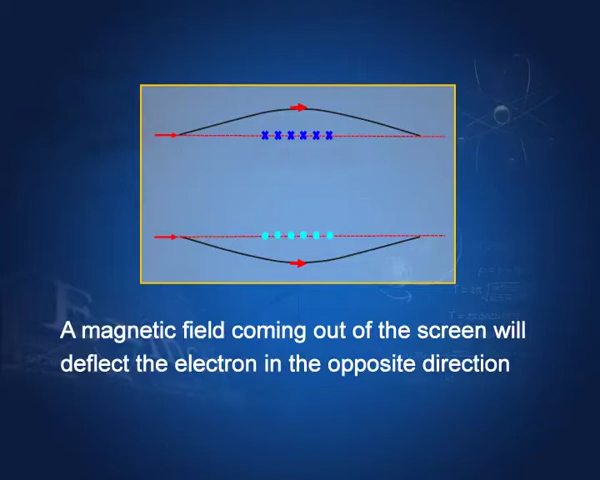 x x x x x x
A magnetic field coming out of the screen will
deflect the electron in the opposite direction